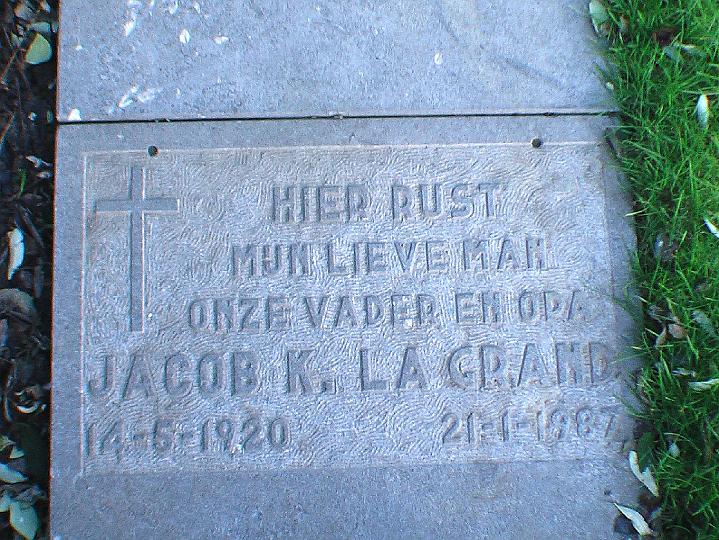 HIER RUST
MIJN LIEVE MAN
ONZE VADER EN OPA
JACOB K. LA GRAND
14-5-1920 21-1-1987